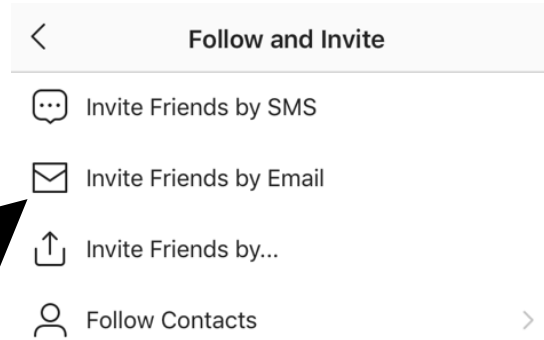 Follow and Invite
Invite Friends by SMS
Invite Friends by Email
Invite Friends by...
Follow Contacts